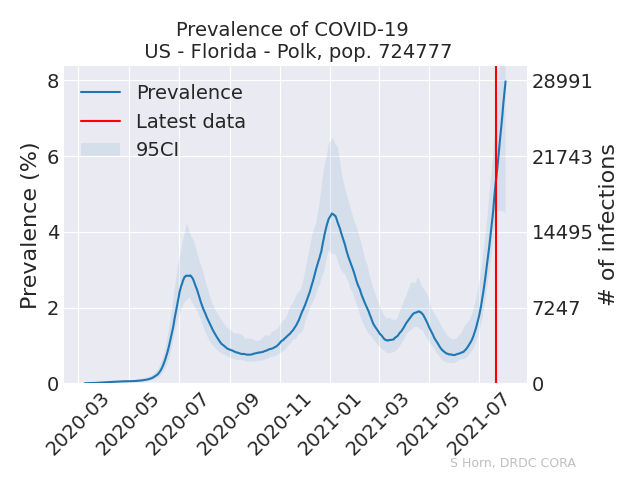 Prevalence of COVID-19
US - Florida - Polk, pop. 724777
Prevalence (%)
8
6
4
2
0
Prevalence
Latest data
95CI
28991
21743
14495
7247
0
# of infections
2020-03
2020-05
2020-07
2020-09
2020-11
2021-01
2021-03
2021-05
2021-07
S Horn, DRDC CORA